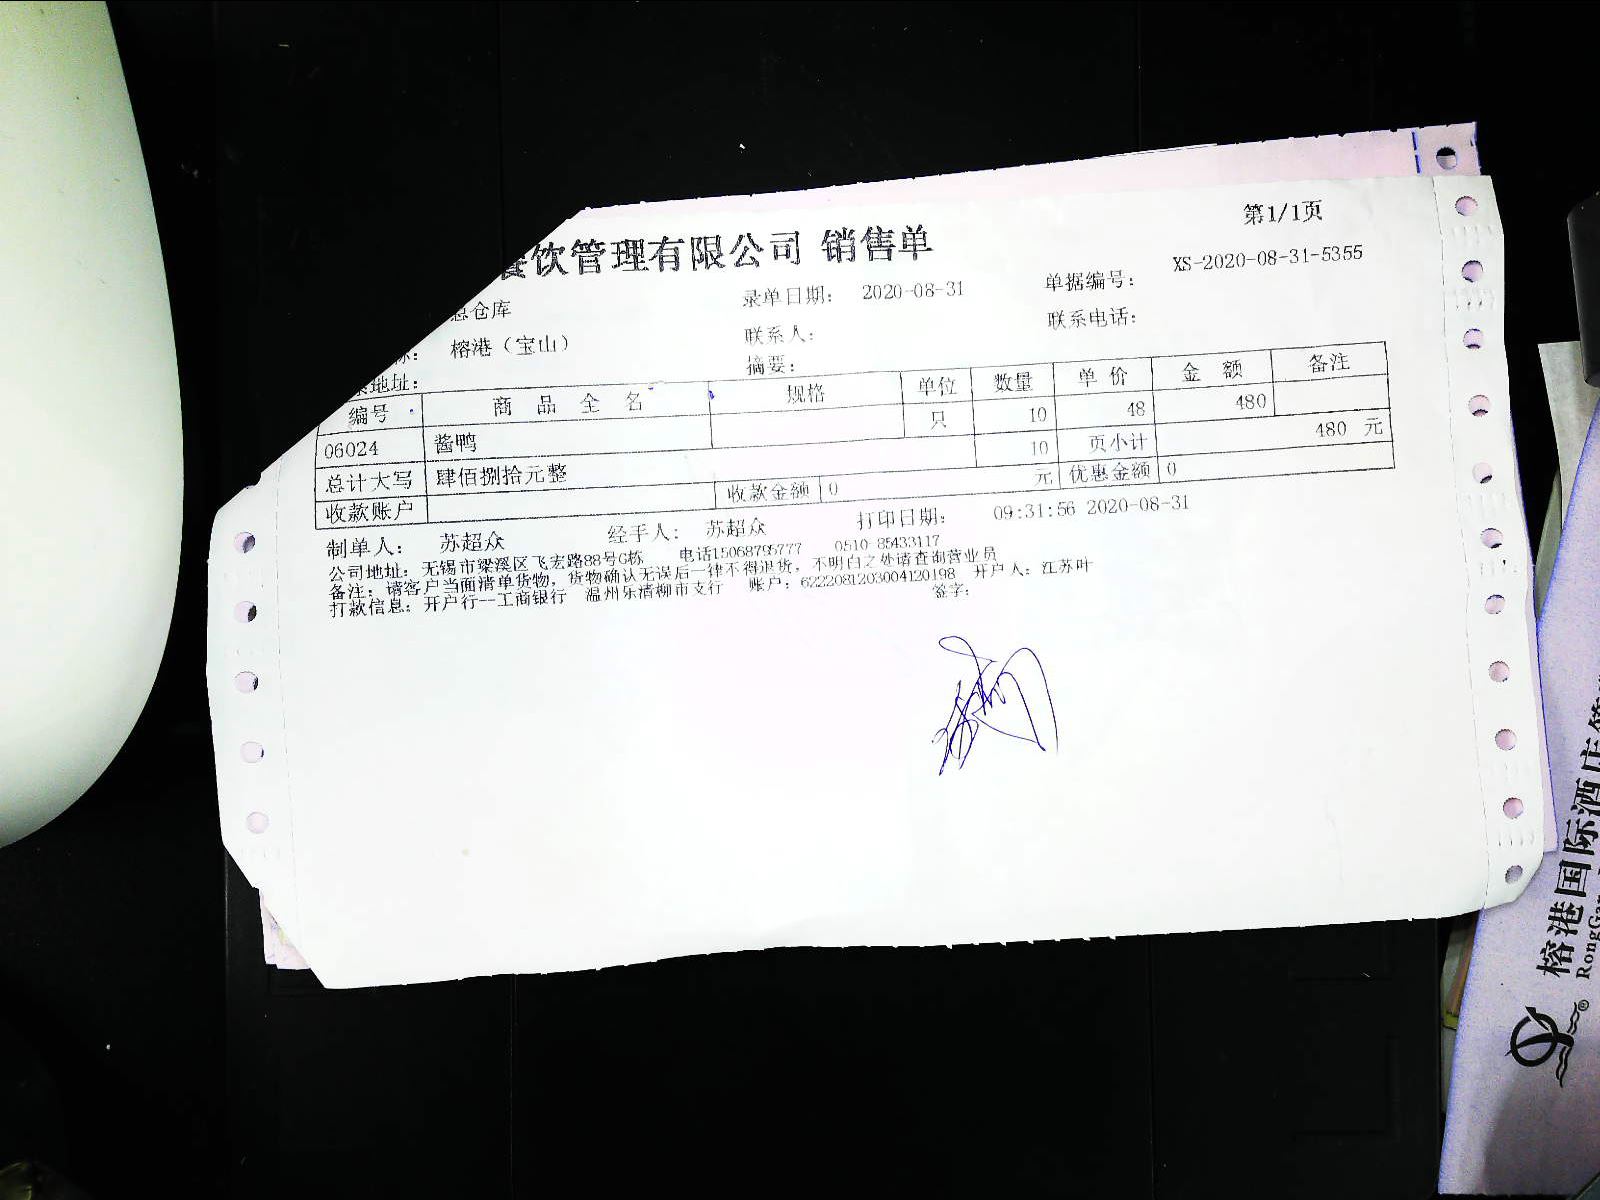 第1/1页
餐饮管理有限公司 销售单
总仓库 录单日期： 2020-08-31 单据编号： XS-2020-08-31-5355
榕港（宝山） 联系人： 联系电话：
地址： 摘要：
编号 商品全名 规格 单位 数量 单价 金额 备注
06024 酱鸭 只 10 48 480
总计大写 肆佰捌拾元整 10 页小计 480 元
收款账户 收款金额 0 元 优惠金额 0
制单人： 苏超众 经手人： 苏超众 打印日期： 09:31:56 2020-08-31
公司地址：无锡市梁溪区飞宏路88号G栋 电话15068795777 0510-85433117
备注：请客户当面清单货物，货物确认无误后一律不得退货，不明白之处请查询营业员
打款信息：开户行--工商银行 温州乐清柳市支行 账户：6222081203004120198 开户人：江苏叶
签字：
榕港国际酒店
RongGan